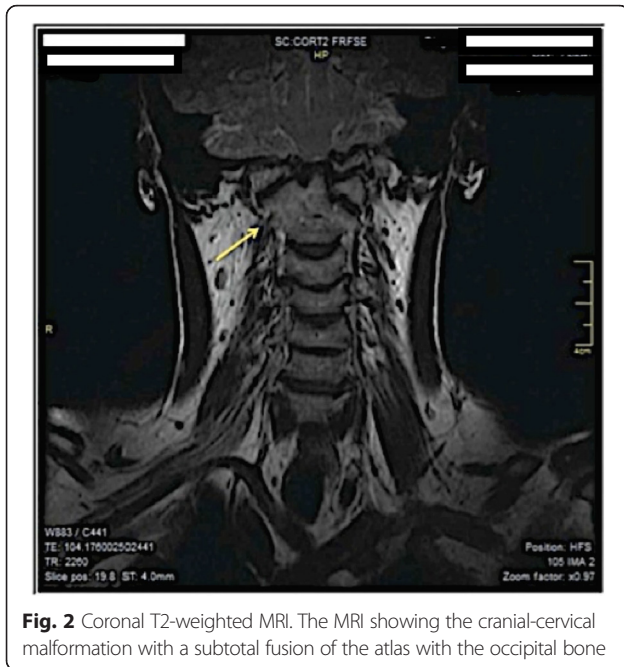 SC:CORT2 FRFSE
HP
R
4cm
W883 / C441
TE: 104.176002502441
TR: 2260
Slice pos: 19.8 ST: 4.0mm
Position: HFS
105 IMA 2
Zoom factor: x0.97
Fig. 2 Coronal T2-weighted MRI. The MRI showing the cranial-cervical
malformation with a subtotal fusion of the atlas with the occipital bone